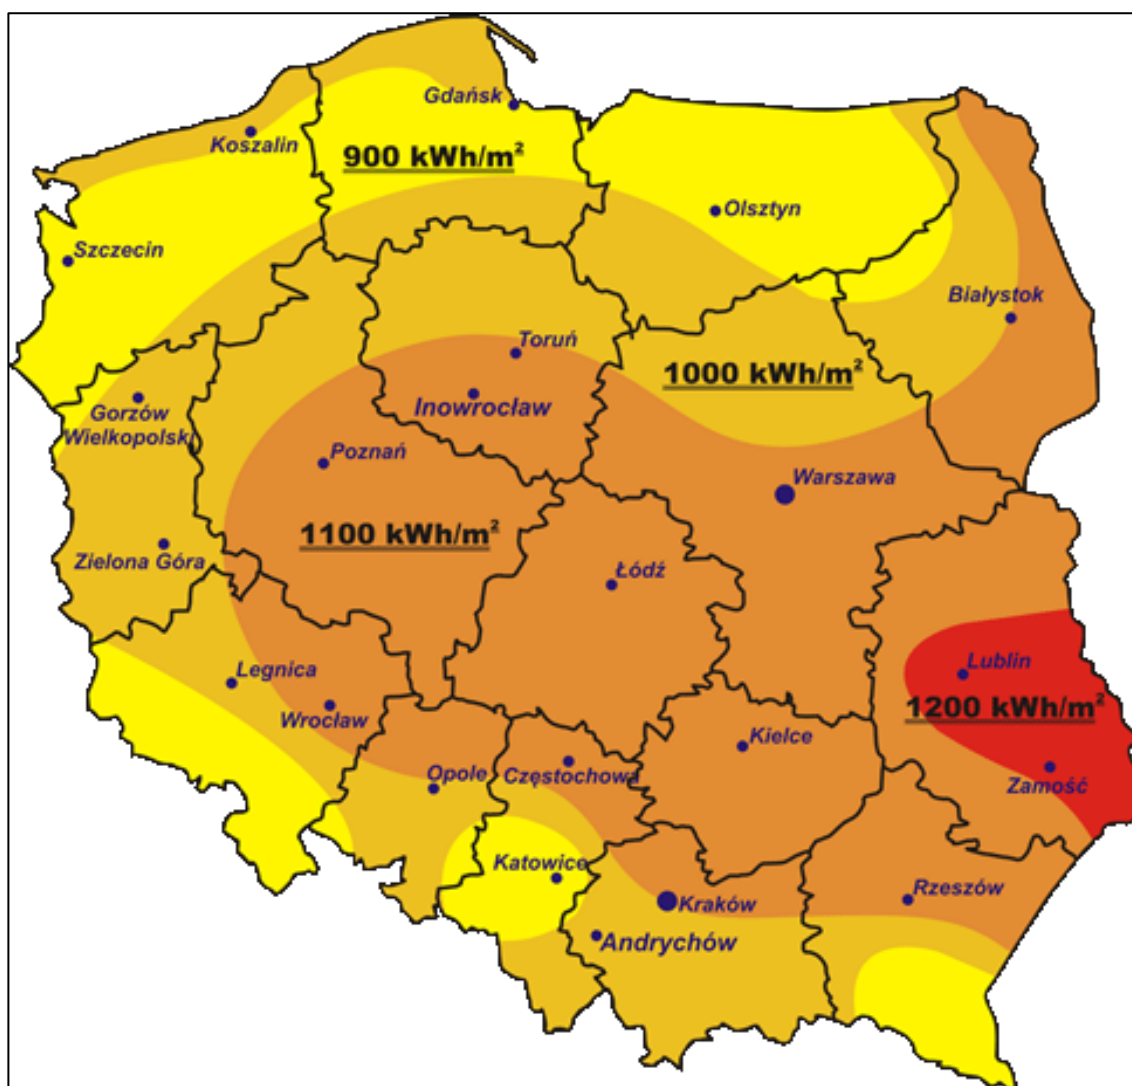 Gdańsk
Koszalin
900 kWh/m²
Olsztyn
Szczecin
Białystok
Toruń
1000 kWh/m²
Gorzów
Wielkopolski
Inowrocław
Poznań
Warszawa
1100 kWh/m²
Zielona Góra
Łódź
Legnica
Lublin
Wrocław
1200 kWh/m²
Kielce
Opole
Częstochowa
Zamość
Katowice
Rzeszów
Kraków
Andrychów